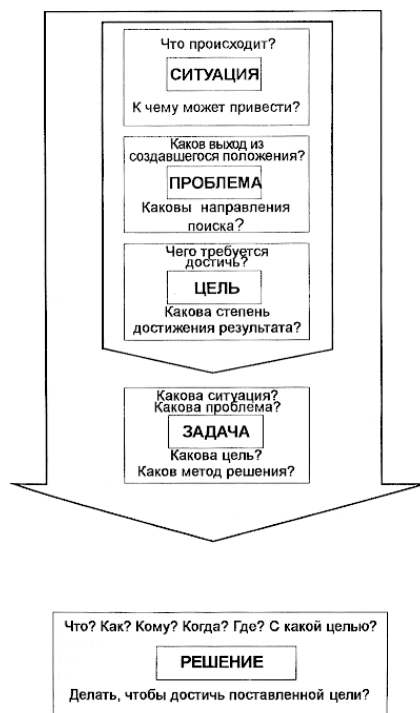 Что происходит?
СИТУАЦИЯ
К чему может привести?
Каков выход из
создавшегося положения?
ПРОБЛЕМА
Каковы направления
поиска?
Чего требуется
достичь?
ЦЕЛЬ
Какова степень
достижения результата?
Какова ситуация?
Какова проблема?
ЗАДАЧА
Какова цель?
Каков метод решения?
Что? Как? Кому? Когда? Где? С какой целью?
РЕШЕНИЕ
Делать, чтобы достичь поставленной цели?